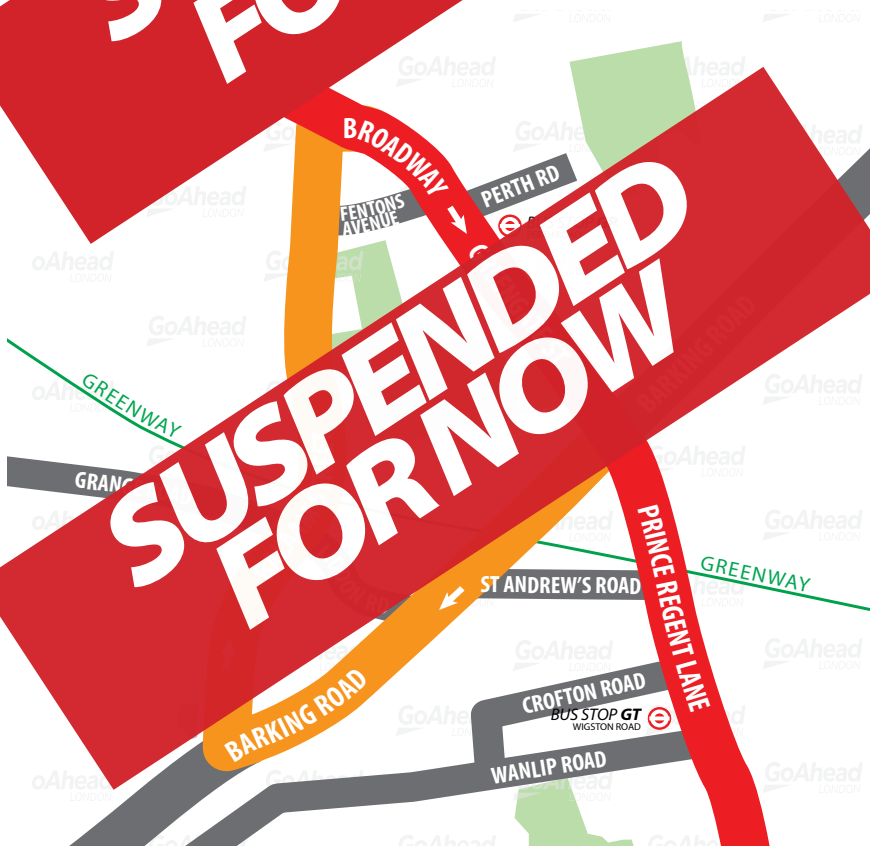 FO
GoAhead
LONDON
BROADWAY
PERTH RD
FENTONS
AVENUE
SUSPENDED
FOR NOW
BARKING ROAD
GREENWAY
GRANG
PRINCE REGENT LANE
GREENWAY
ST ANDREW'S ROAD
BARKING ROAD
CROFTON ROAD
BUS STOP GT
WIGSTON ROAD
WANLIP ROAD